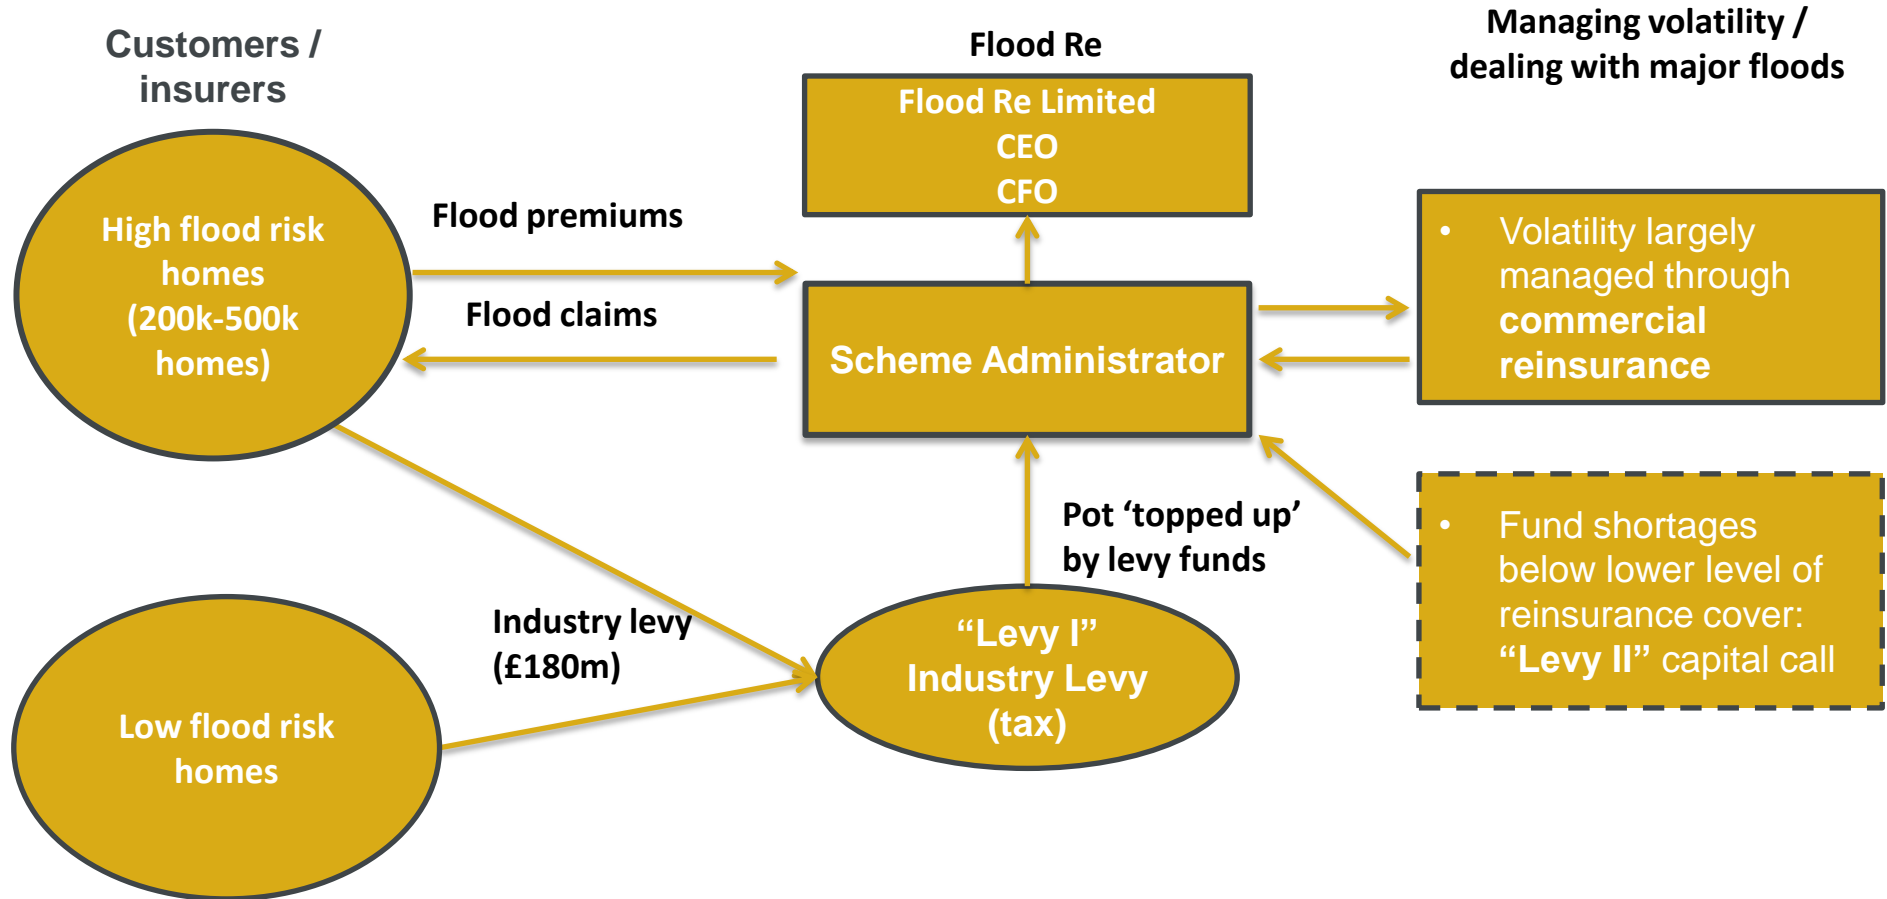 Customers /
insurers
High flood risk
homes
(200k-500k
homes)
Low flood risk
homes
Flood premiums
Flood claims
Industry levy
(£180m)
Flood Re
Flood Re Limited
CEO
CFO
Scheme Administrator
Pot ‘topped up’
by levy funds
“Levy I”
Industry Levy
(tax)
Managing volatility /
dealing with major floods
• Volatility largely
managed through
commercial
reinsurance
• Fund shortages
below lower level of
reinsurance cover:
“Levy II” capital call